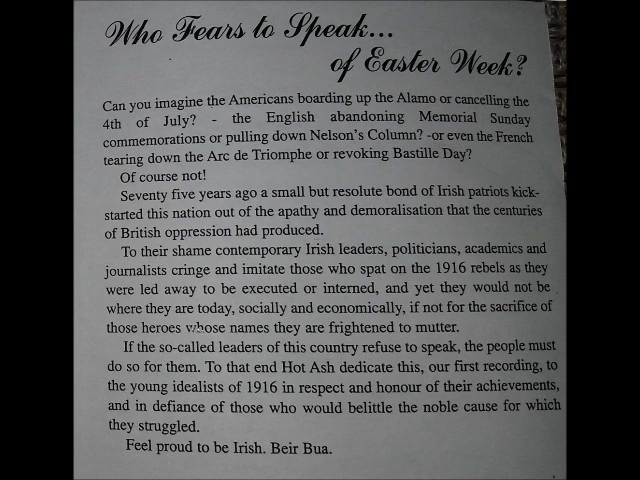 Who Fears to Speak...
of Easter Week?
Can you imagine the Americans boarding up the Alamo or cancelling the
4th of July? - the English abandoning Memorial Sunday
commemorations or pulling down Nelson's Column? -or even the French
tearing down the Arc de Triomphe or revoking Bastille Day?
Of course not!
Seventy five years ago a small but resolute bond of Irish patriots kick-
started this nation out of the apathy and demoralisation that the centuries
of British oppression had produced.
To their shame contemporary Irish leaders, politicians, academics and
journalists cringe and imitate those who spat on the 1916 rebels as they
were led away to be executed or interned, and yet they would not be
where they are today, socially and economically, if not for the sacrifice of
those heroes whose names they are frightened to mutter.
If the so-called leaders of this country refuse to speak, the people must
do so for them. To that end Hot Ash dedicate this, our first recording, to
the young idealists of 1916 in respect and honour of their achievements,
and in defiance of those who would belittle the noble cause for which
they struggled.
Feel proud to be Irish. Beir Bua.